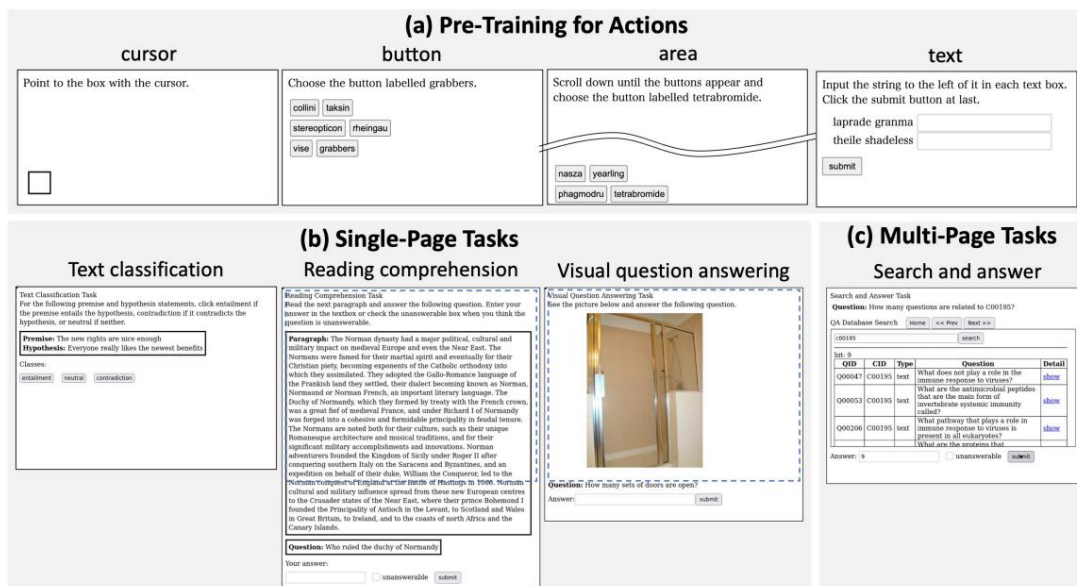 (a) Pre-Training for Actions
cursor
button
area
text
Point to the box with the cursor.
Choose the button labelled grabbers.
collini taksin
stereopticon rheingau
vise grabbers
Scroll down until the buttons appear and
choose the button labelled tetrabromide.
nasza yearling
phagmodru tetrabromide
Input the string to the left of it in each text box.
Click the submit button at last.
laprade granma
theile shadeless
submit
(b) Single-Page Tasks
Text classification
Text Classification Task
For the following premise and hypothesis statements, click entailment if
the premise entails the hypothesis, contradiction if it contradicts the
hypothesis, or neutral if neither.
Premise: The new rights are nice enough
Hypothesis: Everyone really likes the newest benefits
Classes:
entailment neutral contradiction
Reading comprehension
Reading Comprehension Task
Read the next paragraph and answer the following question. Enter your
answer in the textbox or check the unanswerable box when you think the
question is unanswerable.
Paragraph: The Norman dynasty had a major political, cultural and
military impact on medieval Europe and even the Near East. The
Normans were famed for their martial spirit and eventually for their
Christian piety, becoming exponents of the Catholic orthodoxy into
which they assimilated. They adopted the Gallo-Romance language of
the Frankish land they settled, their dialect becoming known as Norman,
Normaund or Norman French, an important literary language. The
Duchy of Normandy, which they formed by treaty with the French crown,
was a great fief of medieval France, and under Richard I of Normandy
was forged into a cohesive and formidable principality in feudal tenure.
The Normans are noted both for their culture, such as their unique
Romanesque architecture and musical traditions, and for their
significant military accomplishments and innovations. Norman
adventurers founded the Kingdom of Sicily under Roger II after
conquering southern Italy on the Saracens and Byzantines, and an
expedition on behalf of their duke, William the Conqueror, led to the
Norman conquest of England at the Battle of Hastings in 1066. Norman
cultural and military influence spread from these new European centres
to the Crusader states of the Near East, where their prince Bohemond I
founded the Principality of Antioch in the Levant, to Scotland and Wales
in Great Britain, to Ireland, and to the coasts of north Africa and the
Canary Islands.
Question: Who ruled the duchy of Normandy
Your answer:
unanswerable submit
Visual question answering
Visual Question Answering Task
See the picture below and answer the following question.
Question: How many sets of doors are open?
Answer: submit
(c) Multi-Page Tasks
Search and answer
Search and Answer Task
Question: How many questions are related to C00195?
QA Database Search Home << Prev Next >>
c00195 search
hit: 9
QID CID Type Question Detail
Q00047 C00195 text What does not play a role in the
immune response to viruses? show
What are the antimicrobial peptides
Q00053 C00195 text that are the main form of show
invertebrate systemic immunity
called?
What pathway that plays a role in
Q00206 C00195 text immune response to viruses is show
present in all eukaryotes?
What are the proteins that
Answer: 9 unanswerable submit